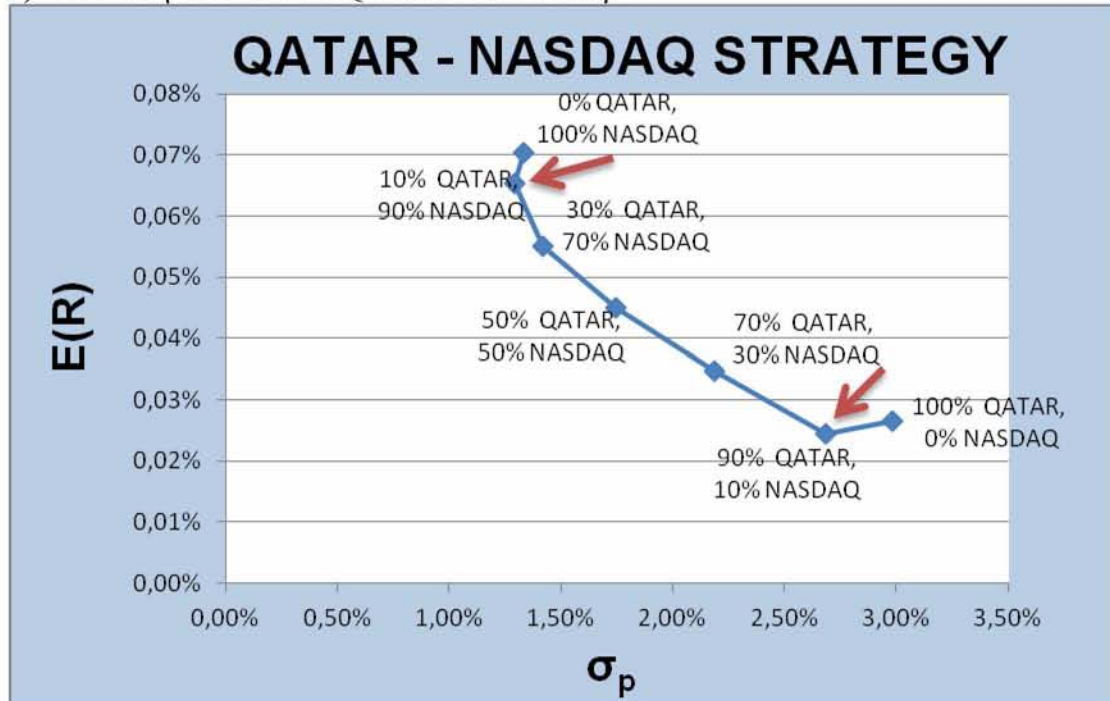 QATAR - NASDAQ STRATEGY
0,08%
0,07%
0,06%
0,05%
0,04%
0,03%
0,02%
0,01%
0,00%
E(R)
0% QATAR,
100% NASDAQ
10% QATAR,
90% NASDAQ
30% QATAR,
70% NASDAQ
50% QATAR,
50% NASDAQ
70% QATAR,
30% NASDAQ
100% QATAR,
0% NASDAQ
90% QATAR,
10% NASDAQ
0,00% 0,50% 1,00% 1,50% 2,00% 2,50% 3,00% 3,50%
σp